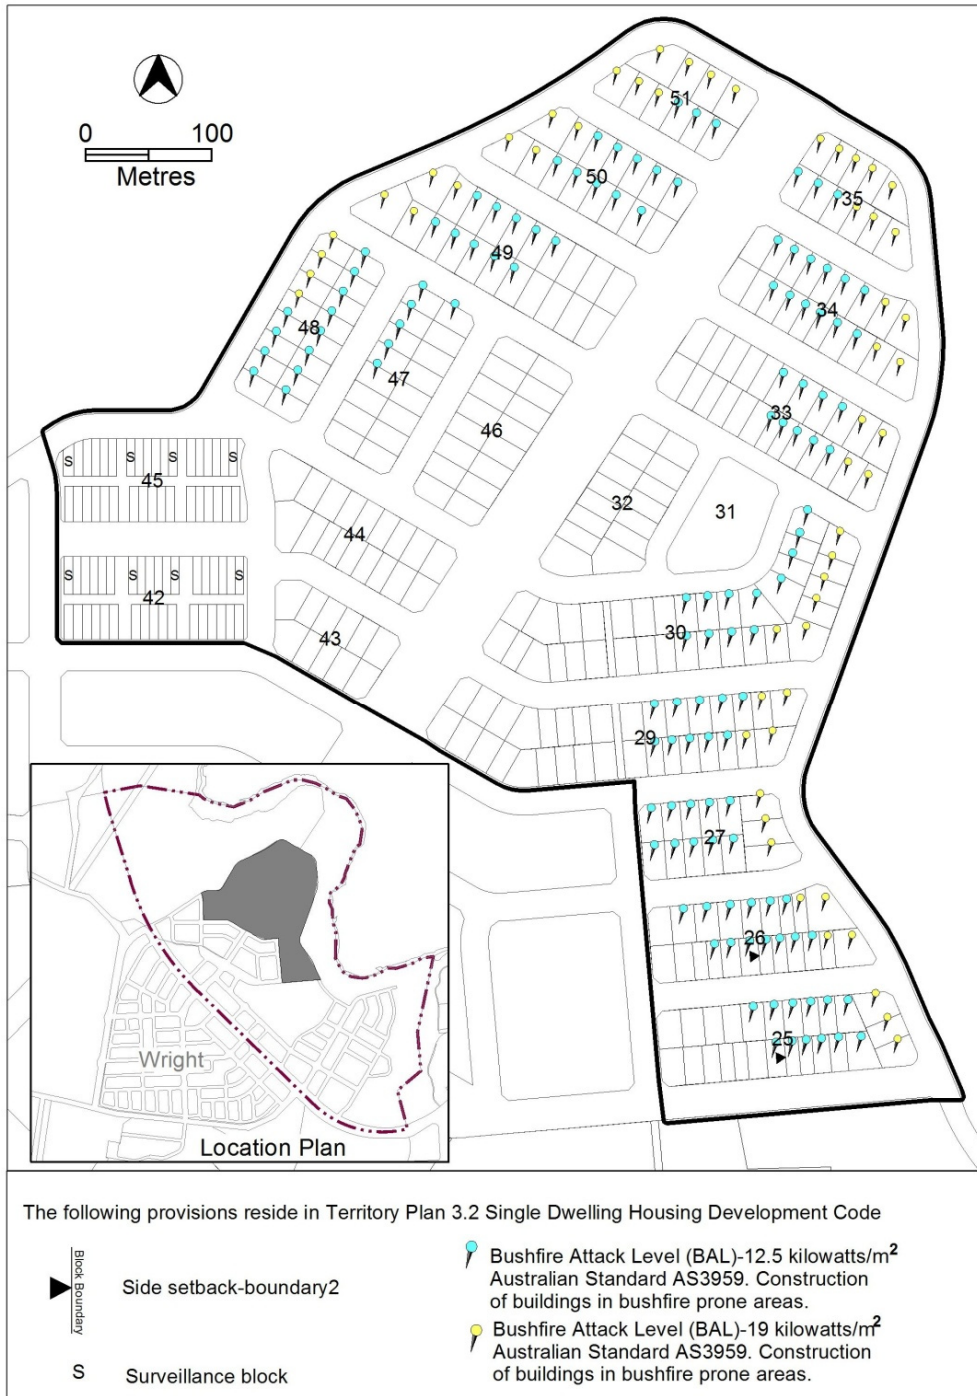 0 100
Metres
51
50
35
49
34
48
47
33
46
45
S S S S
32
31
44
42
S S S S
43
30
29
27
26
25
Wright
Location Plan
The following provisions reside in Territory Plan 3.2 Single Dwelling Housing Development Code
Block Boundary
Side setback-boundary2
S Surveillance block
Bushfire Attack Level (BAL)-12.5 kilowatts/m²
Australian Standard AS3959. Construction
of buildings in bushfire prone areas.
Bushfire Attack Level (BAL)-19 kilowatts/m²
Australian Standard AS3959. Construction
of buildings in bushfire prone areas.